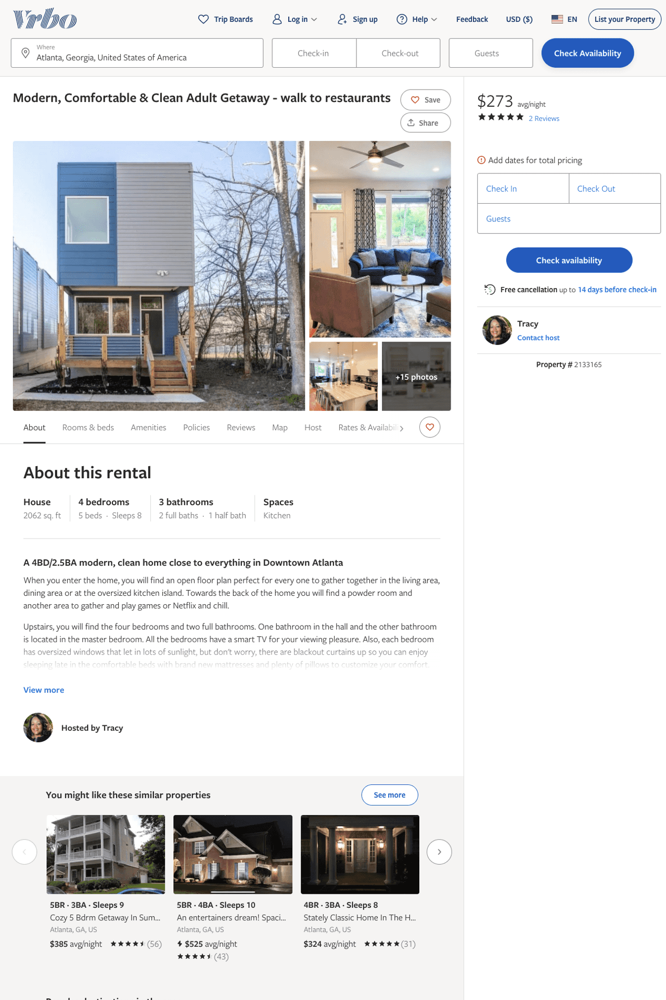 Vrbo
Trip Boards
Log in
Sign up
Help
Feedback
USD ($)
EN
List your Property
Where
Atlanta, Georgia, United States of America
Check-in
Check-out
Guests
Check Availability
Modern, Comfortable & Clean Adult Getaway - walk to restaurants
Save
Share
+15 photos
$273 avg/night
2 Reviews
Add dates for total pricing
Check In
Check Out
Guests
Check availability
Free cancellation up to 14 days before check-in
Tracy
Contact host
Property # 2133165
About
Rooms & beds
Amenities
Policies
Reviews
Map
Host
Rates & Availabili
About this rental
House
2062 sq. ft
4 bedrooms
5 beds · Sleeps 8
3 bathrooms
2 full baths · 1 half bath
Spaces
Kitchen
A 4BD/2.5BA modern, clean home close to everything in Downtown Atlanta
When you enter the home, you will find an open floor plan perfect for every one to gather together in the living area,
dining area or at the oversized kitchen island. Towards the back of the home you will find a powder room and
another area to gather and play games or Netflix and chill.
Upstairs, you will find the four bedrooms and two full bathrooms. One bathroom in the hall and the other bathroom
is located in the master bedroom. All the bedrooms have a smart TV for your viewing pleasure. Also, each bedroom
has oversized windows that let in lots of sunlight, but don't worry, there are blackout curtains up so you can enjoy
sleeping late in the comfortable beds with brand new mattresses and plenty of pillows to customize your comfort.
View more
Hosted by Tracy
You might like these similar properties
See more
5BR · 3BA · Sleeps 9
Cozy 5 Bdrm Getaway In Sum...
Atlanta, GA, US
$385 avg/night (56)
5BR · 4BA · Sleeps 10
An entertainers dream! Spaci...
Atlanta, GA, US
$525 avg/night
(43)
4BR · 3BA · Sleeps 8
Stately Classic Home In The H...
Atlanta, GA, US
$324 avg/night (31)